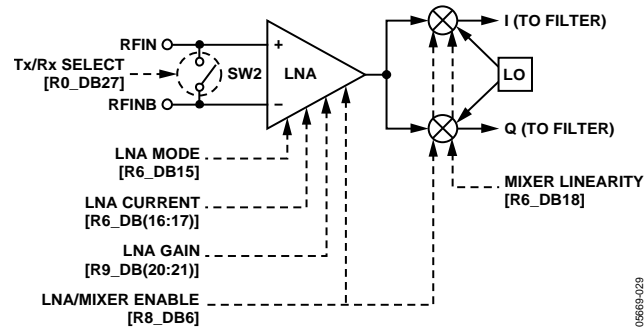 RFIN
+
I (TO FILTER)
Tx/Rx SELECT
[R0_DB27]
SW2
LNA
LO
RFINB
–
Q (TO FILTER)
LNA MODE
[R6_DB15]
MIXER LINEARITY
[R6_DB18]
LNA CURRENT
[R6_DB(16:17)]
LNA GAIN
[R9_DB(20:21)]
LNA/MIXER ENABLE
[R8_DB6]
05669-029